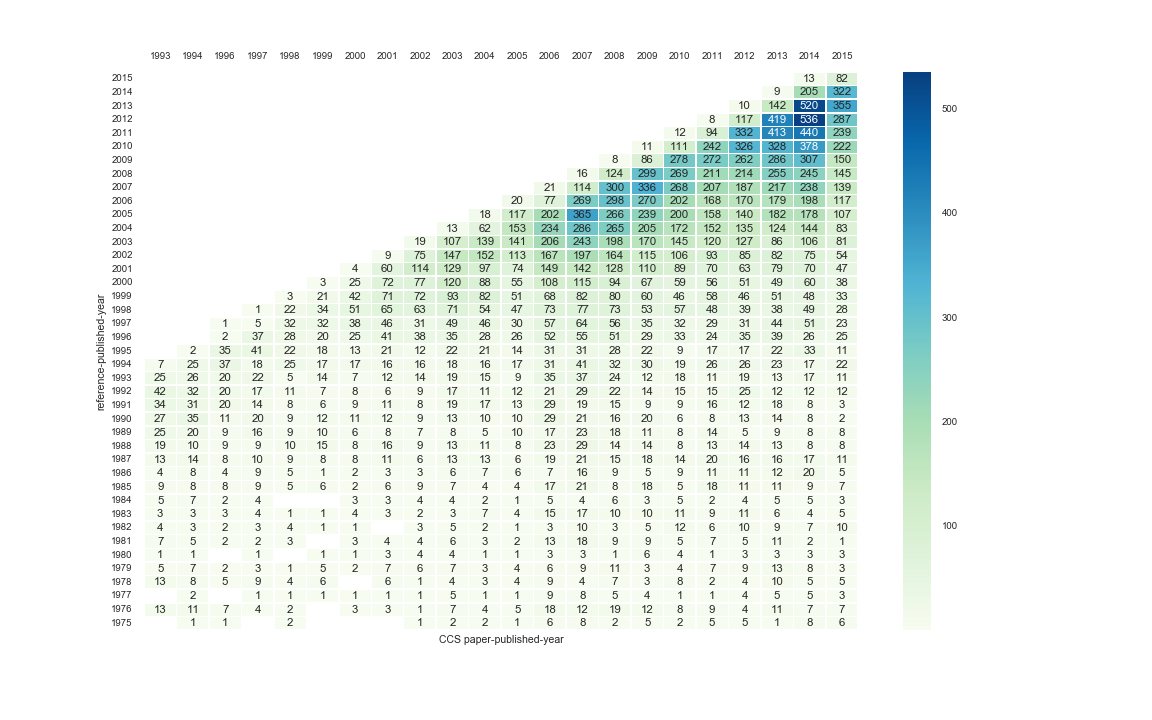 1993 1994 1996 1997 1998 1999 2000 2001 2002 2003 2004 2005 2006 2007 2008 2009 2010 2011 2012 2013 2014 2015
2015 13 82
2014 9 205 322
2013 10 142 520 355
2012 8 117 419 536 287
2011 12 94 332 413 440 239
2010 11 111 242 326 328 378 222
2009 8 86 278 272 262 286 307 150
2008 16 124 299 269 211 214 255 245 145
2007 21 114 300 336 268 207 187 217 238 139
2006 20 77 269 298 270 202 168 170 179 198 117
2005 18 117 202 365 266 239 200 158 140 182 178 107
2004 13 62 153 234 286 265 205 172 152 135 124 144 83
2003 19 107 139 141 206 243 198 170 145 120 127 86 106 81
2002 9 75 147 152 113 167 197 164 115 106 93 85 82 75 54
2001 4 60 114 129 97 74 149 142 128 110 89 70 63 79 70 47
2000 3 25 72 77 120 88 55 108 115 94 67 59 56 51 49 60 38
1999 3 21 42 71 72 93 82 51 68 82 80 60 46 58 46 51 48 33
1998 1 22 34 51 65 63 71 54 47 73 77 73 53 57 48 39 38 49 28
1997 1 5 32 32 38 46 31 49 46 30 57 64 56 35 32 29 31 44 51 23
1996 2 37 28 20 25 41 38 35 28 26 52 55 51 29 33 24 35 39 26 25
1995 2 35 41 22 18 13 21 12 22 21 14 31 31 28 22 9 17 17 22 33 11
1994 7 25 37 18 25 17 17 16 16 18 16 17 31 41 32 30 19 26 26 23 17 22
1993 25 26 20 22 5 14 7 12 14 19 15 9 35 37 24 12 18 11 19 13 17 11
1992 42 32 20 17 11 7 8 6 9 17 11 12 21 29 22 14 15 15 25 12 12 12
1991 34 31 20 14 8 6 9 11 8 19 17 13 29 19 15 9 9 16 12 18 8 3
1990 27 35 11 20 9 12 11 12 9 13 10 10 29 21 16 20 6 8 13 14 8 2
1989 25 20 9 16 9 10 6 8 7 8 5 10 17 23 18 11 8 14 5 9 8 8
1988 19 10 9 9 10 15 8 16 9 13 11 8 23 29 14 14 8 13 14 13 8 8
1987 13 14 8 10 9 8 8 11 6 13 13 6 19 21 15 18 14 20 16 16 17 11
1986 4 8 4 9 5 1 2 3 3 6 7 6 7 16 9 5 9 11 11 12 20 5
1985 9 8 8 9 5 6 2 6 9 7 4 4 17 21 8 18 5 18 11 11 9 7
1984 5 7 2 4 3 3 4 4 2 1 5 4 6 3 5 2 4 5 5 3
1983 3 3 3 4 1 1 4 3 2 3 7 4 15 17 10 10 11 9 11 6 4 5
1982 4 3 2 3 4 1 1 3 5 2 1 3 10 3 5 12 6 10 9 7 10
1981 7 5 2 2 3 3 4 4 6 3 2 13 18 9 9 5 7 5 11 2 1
1980 1 1 1 1 1 3 4 4 1 1 3 3 1 6 4 1 3 3 3 3
1979 5 7 2 3 1 5 2 7 6 7 3 4 6 9 11 3 4 7 9 13 8 3
1978 13 8 5 9 4 6 6 1 4 3 4 9 4 7 3 8 2 4 10 5 5
1977 2 1 1 1 1 1 1 5 1 1 9 8 5 4 1 1 4 5 5 3
1976 13 11 7 4 2 3 3 1 7 4 5 18 12 19 12 8 9 4 11 7 7
1975 1 1 2 1 2 2 1 6 8 2 5 2 5 5 1 8 6
CCS paper-published-year
reference-published-year
500
400
300
200
100